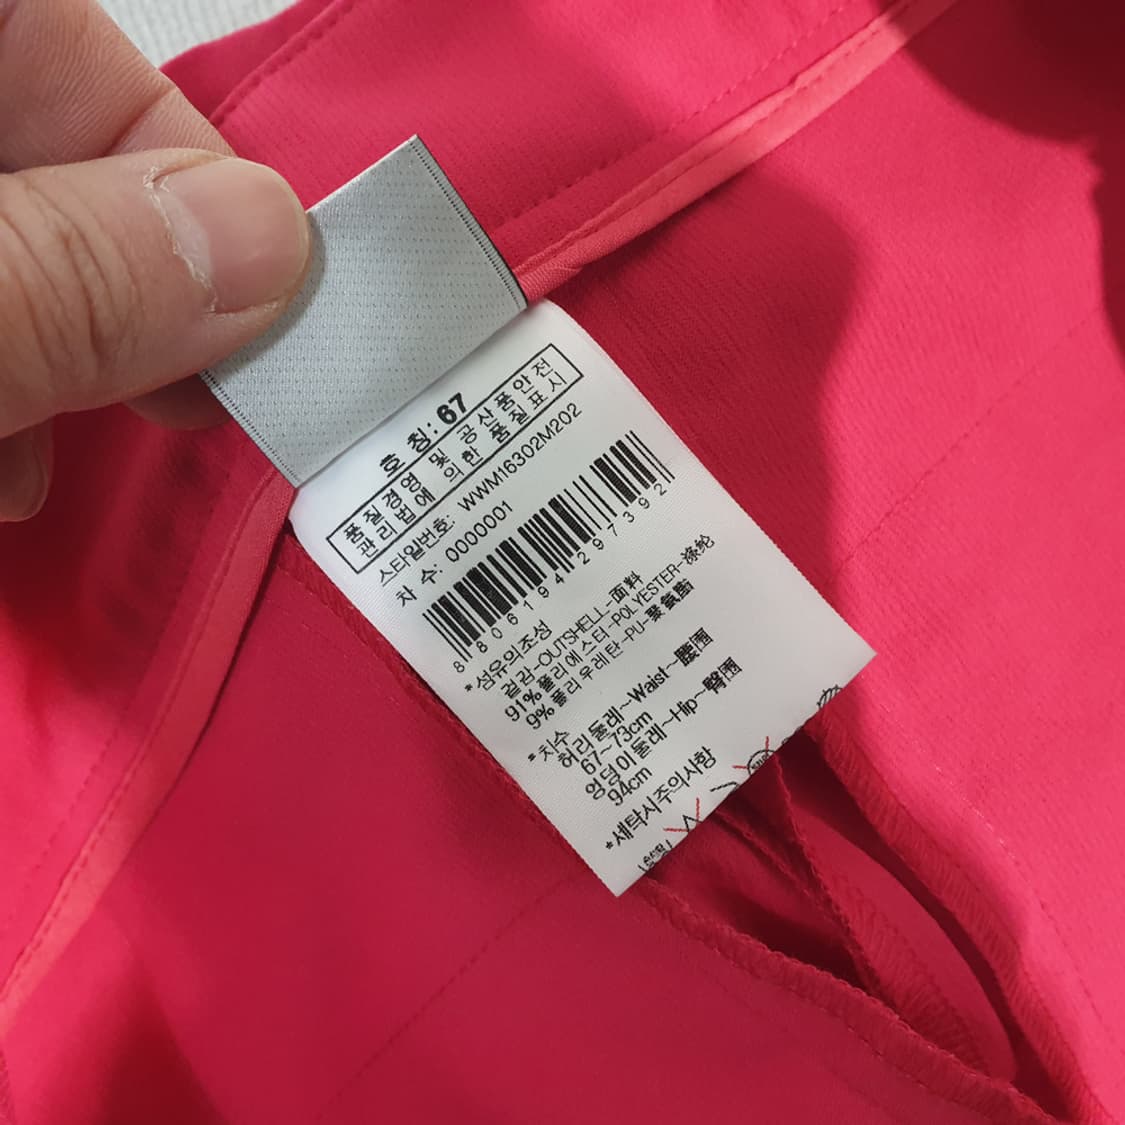 호 칭: 67
품질경영 및 공산품안전
관리법에 의한 품질표시
스타일번호: WWM16302M202
차 수: 0000001
8806194297392
*섬유의조성
겉감-OUTSHELL-面料
91% 폴리에스터-POLYESTER-涤纶
9% 폴리우레탄-PU-聚氨酯
*치수
허리둘레~Waist~腰围
67~73cm
엉덩이둘레~Hip~臀围
94cm
*세탁시주의사항